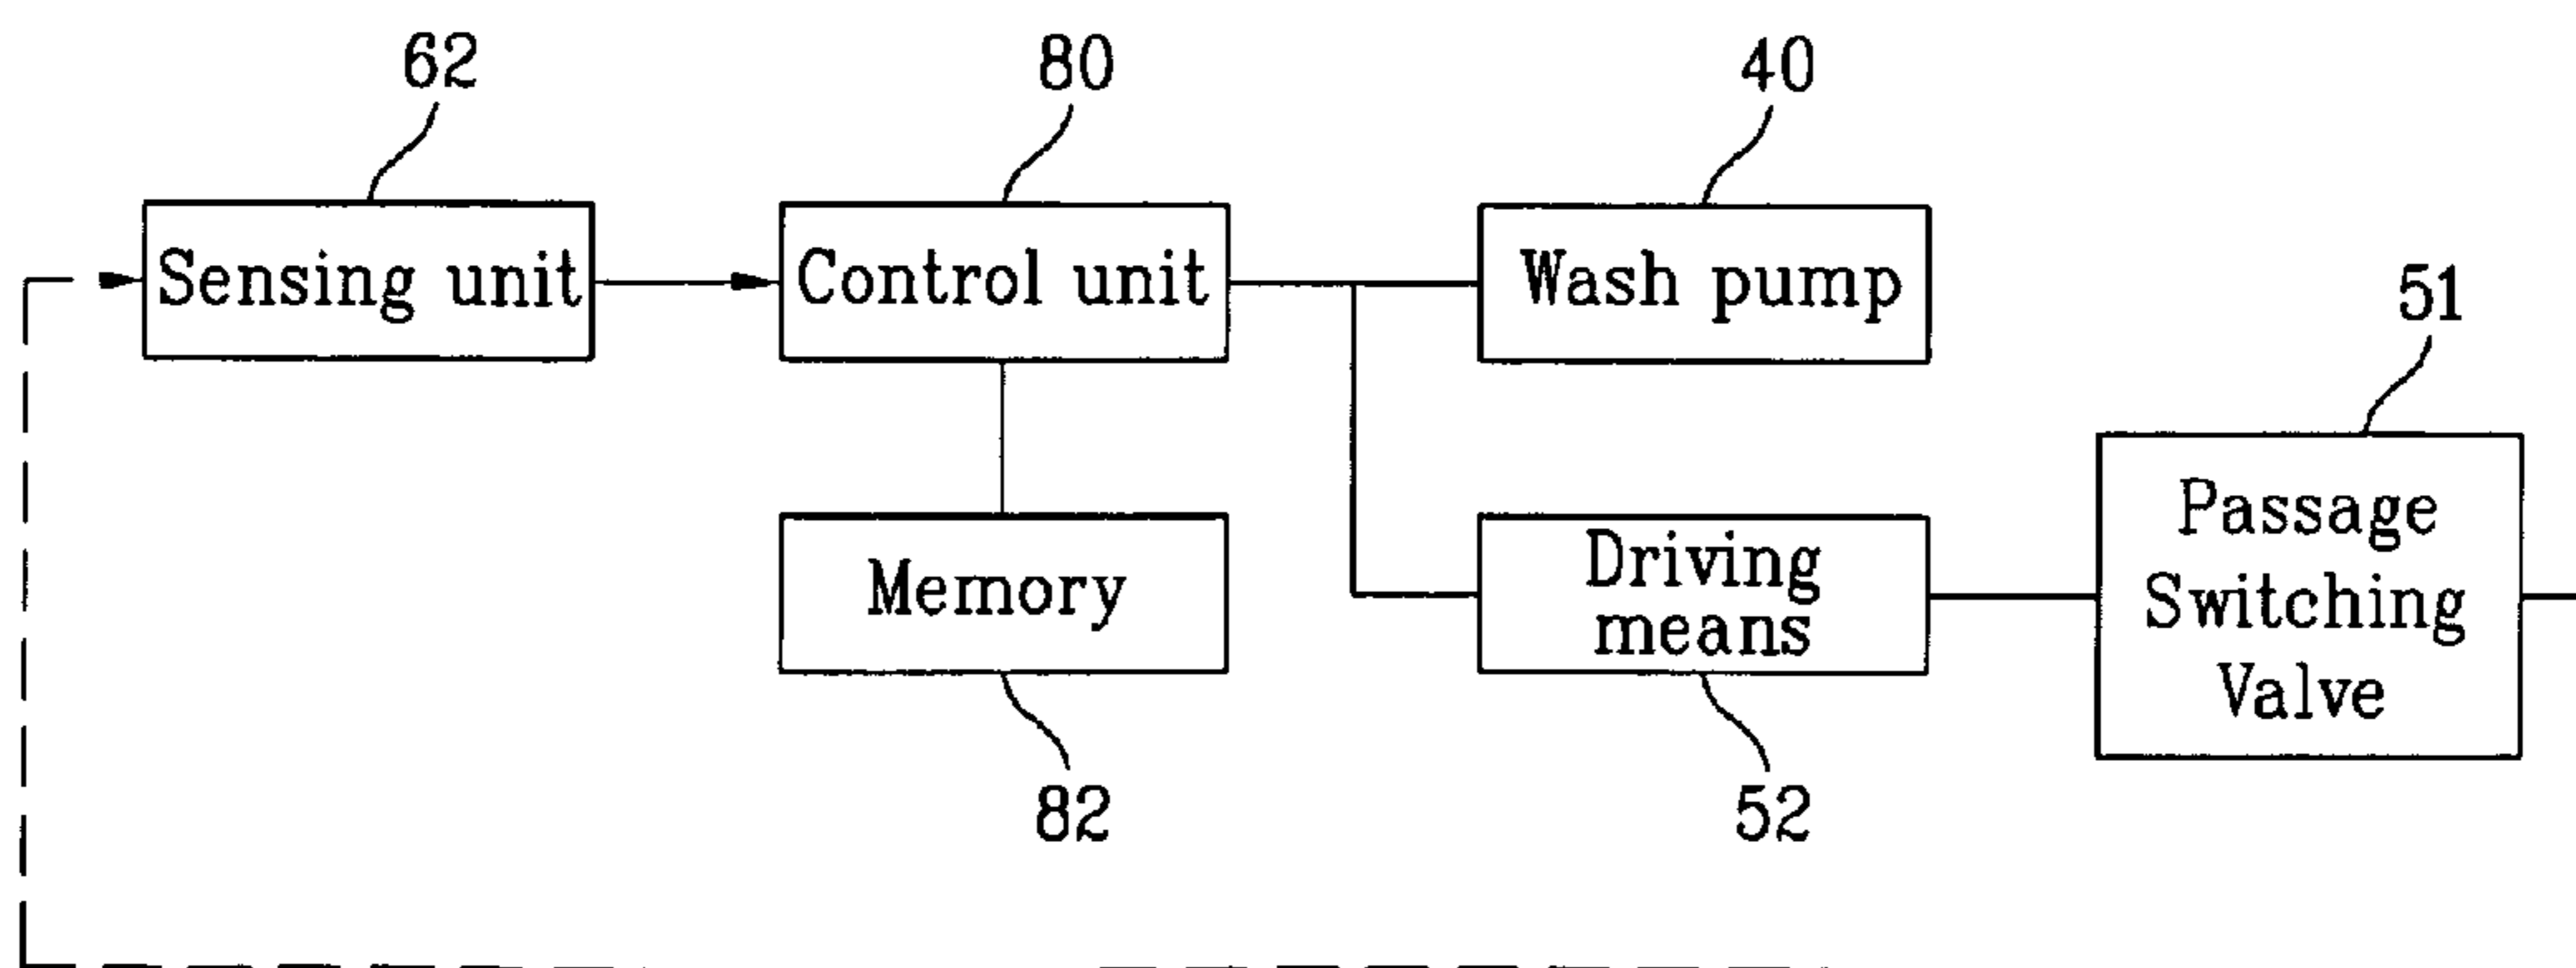 62
80
40
Sensing unit
Control unit
Wash pump
51
Memory
Driving
means
Passage
Switching
Valve
82
52